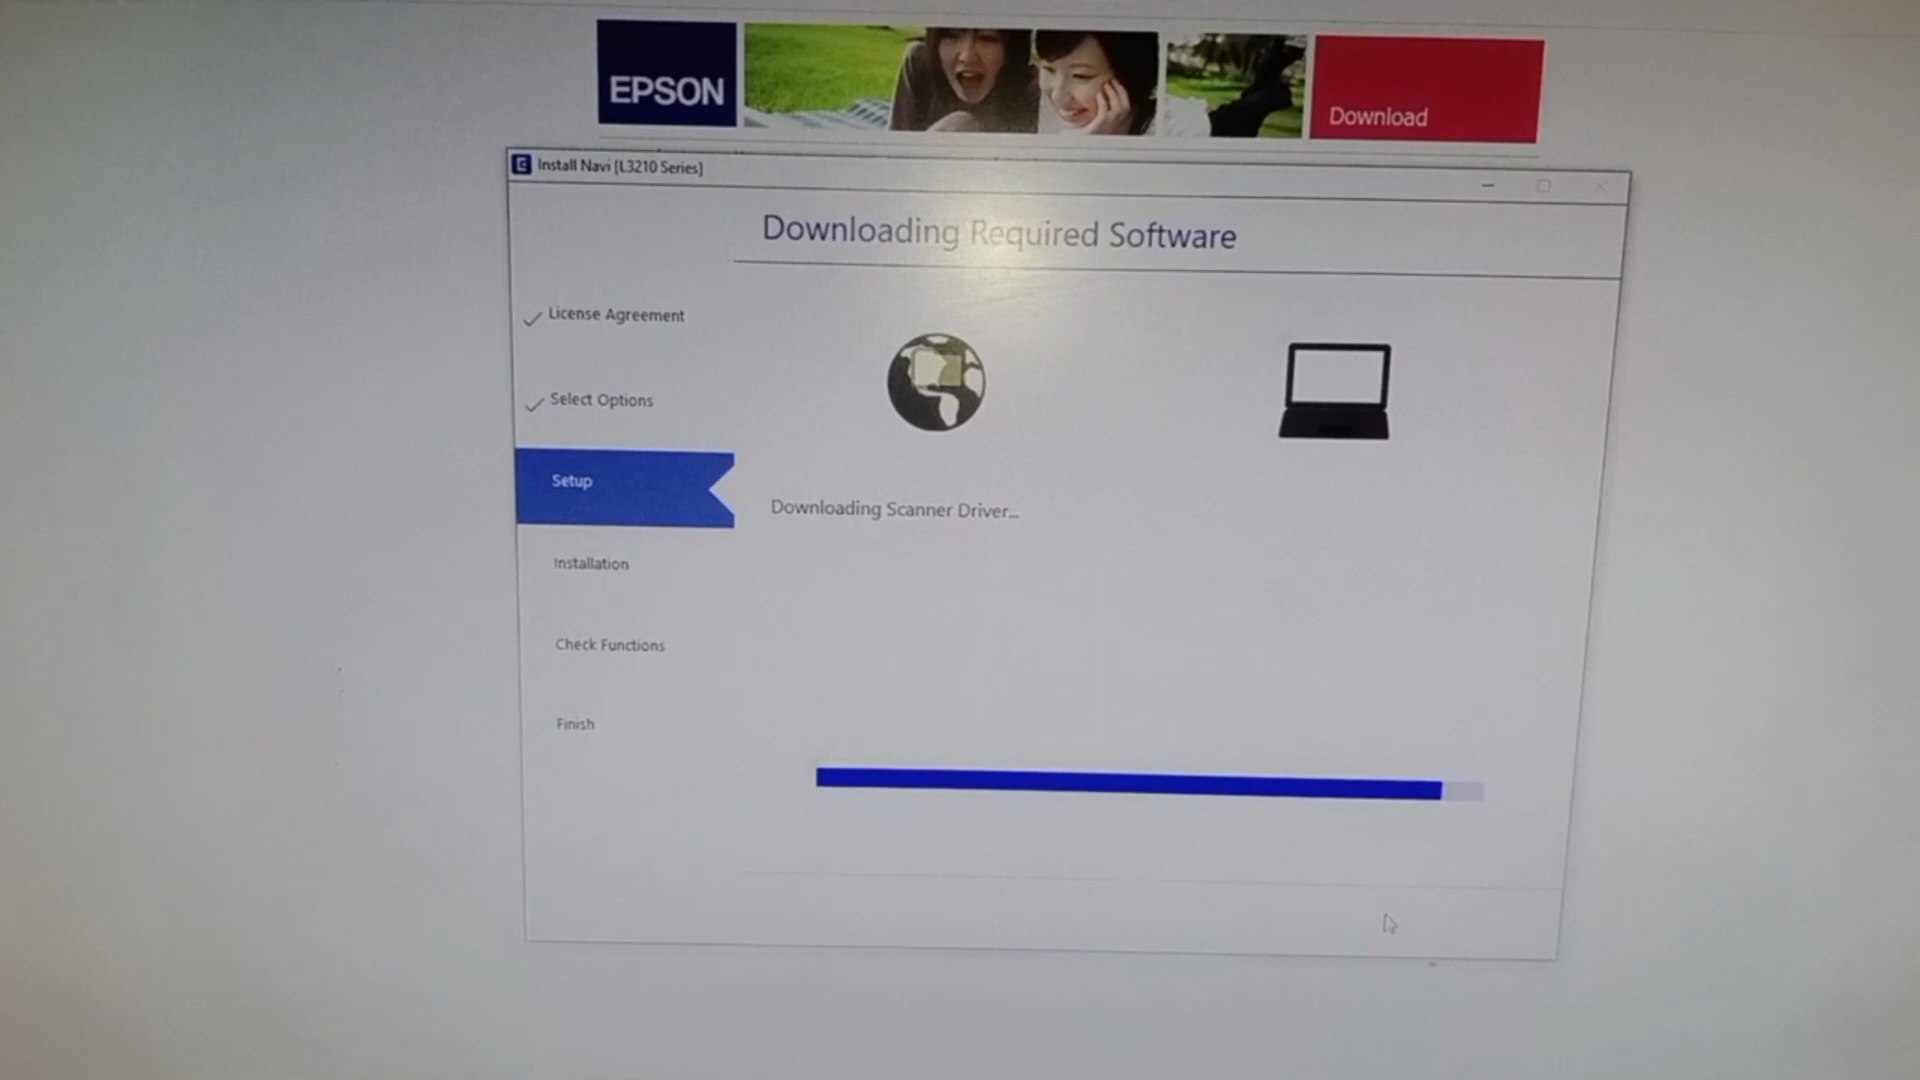 EPSON
Download
Install Navi [L3210 Series]
Downloading Required Software
License Agreement
Select Options
Setup
Downloading Scanner Driver...
Installation
Check Functions
Finish